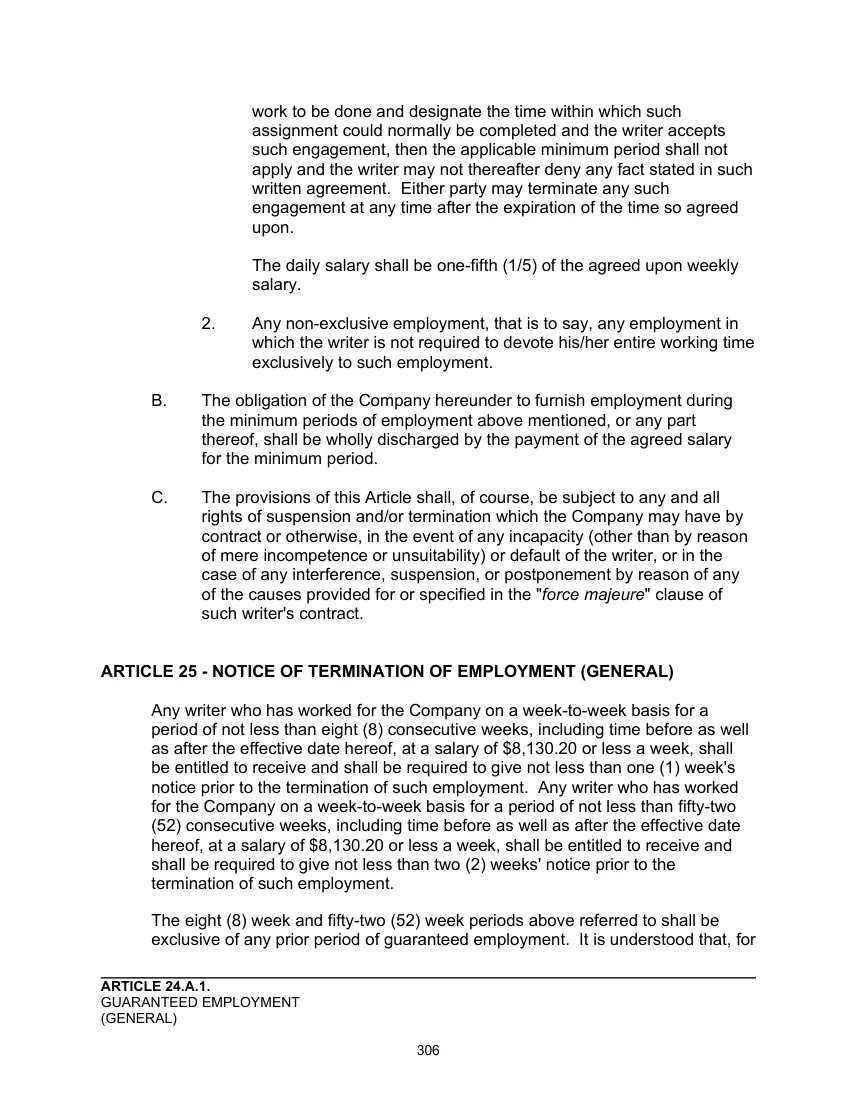 work to be done and designate the time within which such
assignment could normally be completed and the writer accepts
such engagement, then the applicable minimum period shall not
apply and the writer may not thereafter deny any fact stated in such
written agreement.  Either party may terminate any such
engagement at any time after the expiration of the time so agreed
upon.
The daily salary shall be one-fifth (1/5) of the agreed upon weekly
salary.
2. Any non-exclusive employment, that is to say, any employment in
which the writer is not required to devote his/her entire working time
exclusively to such employment.
B. The obligation of the Company hereunder to furnish employment during
the minimum periods of employment above mentioned, or any part
thereof, shall be wholly discharged by the payment of the agreed salary
for the minimum period.
C. The provisions of this Article shall, of course, be subject to any and all
rights of suspension and/or termination which the Company may have by
contract or otherwise, in the event of any incapacity (other than by reason
of mere incompetence or unsuitability) or default of the writer, or in the
case of any interference, suspension, or postponement by reason of any
of the causes provided for or specified in the "force majeure" clause of
such writer's contract.
ARTICLE 25 - NOTICE OF TERMINATION OF EMPLOYMENT (GENERAL)
Any writer who has worked for the Company on a week-to-week basis for a
period of not less than eight (8) consecutive weeks, including time before as well
as after the effective date hereof, at a salary of $8,130.20 or less a week, shall
be entitled to receive and shall be required to give not less than one (1) week's
notice prior to the termination of such employment.  Any writer who has worked
for the Company on a week-to-week basis for a period of not less than fifty-two
(52) consecutive weeks, including time before as well as after the effective date
hereof, at a salary of $8,130.20 or less a week, shall be entitled to receive and
shall be required to give not less than two (2) weeks' notice prior to the
termination of such employment.
The eight (8) week and fifty-two (52) week periods above referred to shall be
exclusive of any prior period of guaranteed employment.  It is understood that, for
ARTICLE 24.A.1.
GUARANTEED EMPLOYMENT
(GENERAL)
306